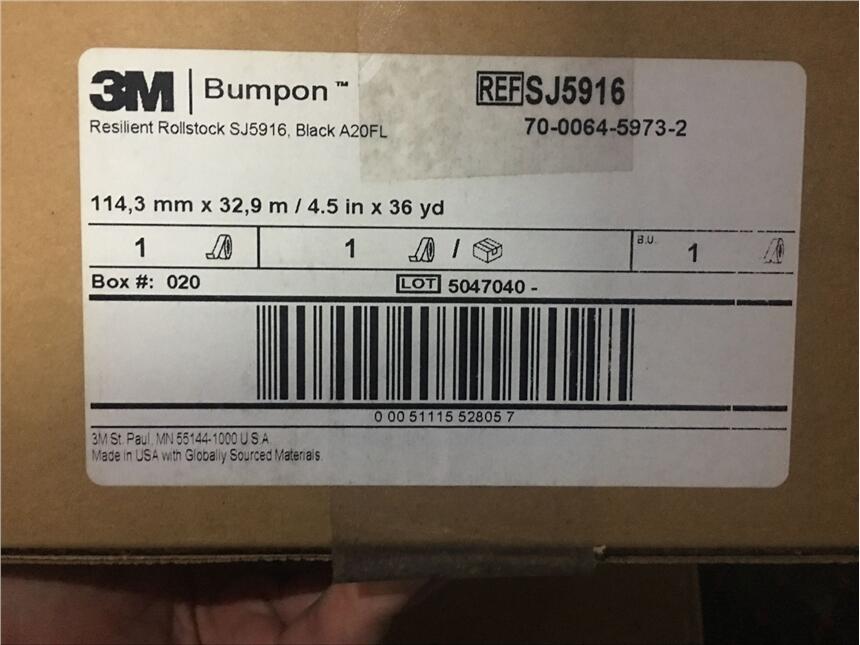 3M | Bumpon™
REF SJ5916
Resilient Rollstock SJ5916, Black A20FL
70-0064-5973-2
114,3 mm x 32,9 m / 4.5 in x 36 yd
1 1 / B.U. 1
Box #: 020 LOT 5047040 -
0 00 51115 52805 7
3M St. Paul, MN 55144-1000 U.S.A.
Made in USA with Globally Sourced Materials.